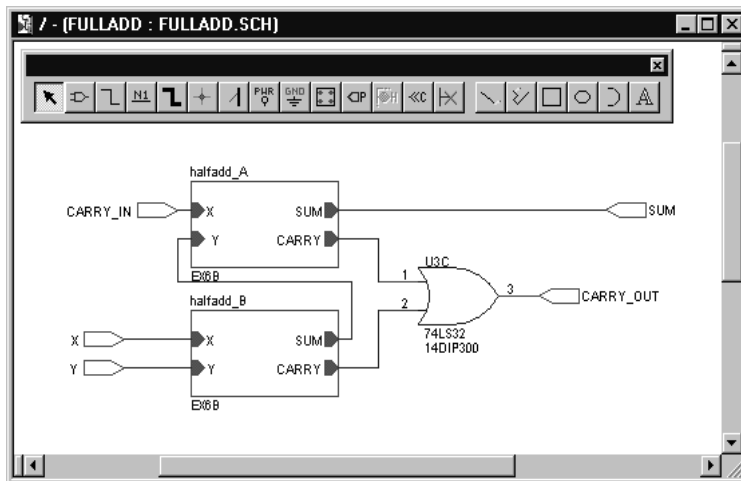 / - (FULLADD : FULLADD.SCH)
N1 PWR GND P H C A
halfadd_A
CARRY_IN X SUM SUM
Y CARRY
EX6B
U3C
1
2
3 CARRY_OUT
74LS32
14DIP300
halfadd_B
X X SUM
Y Y CARRY
EX6B